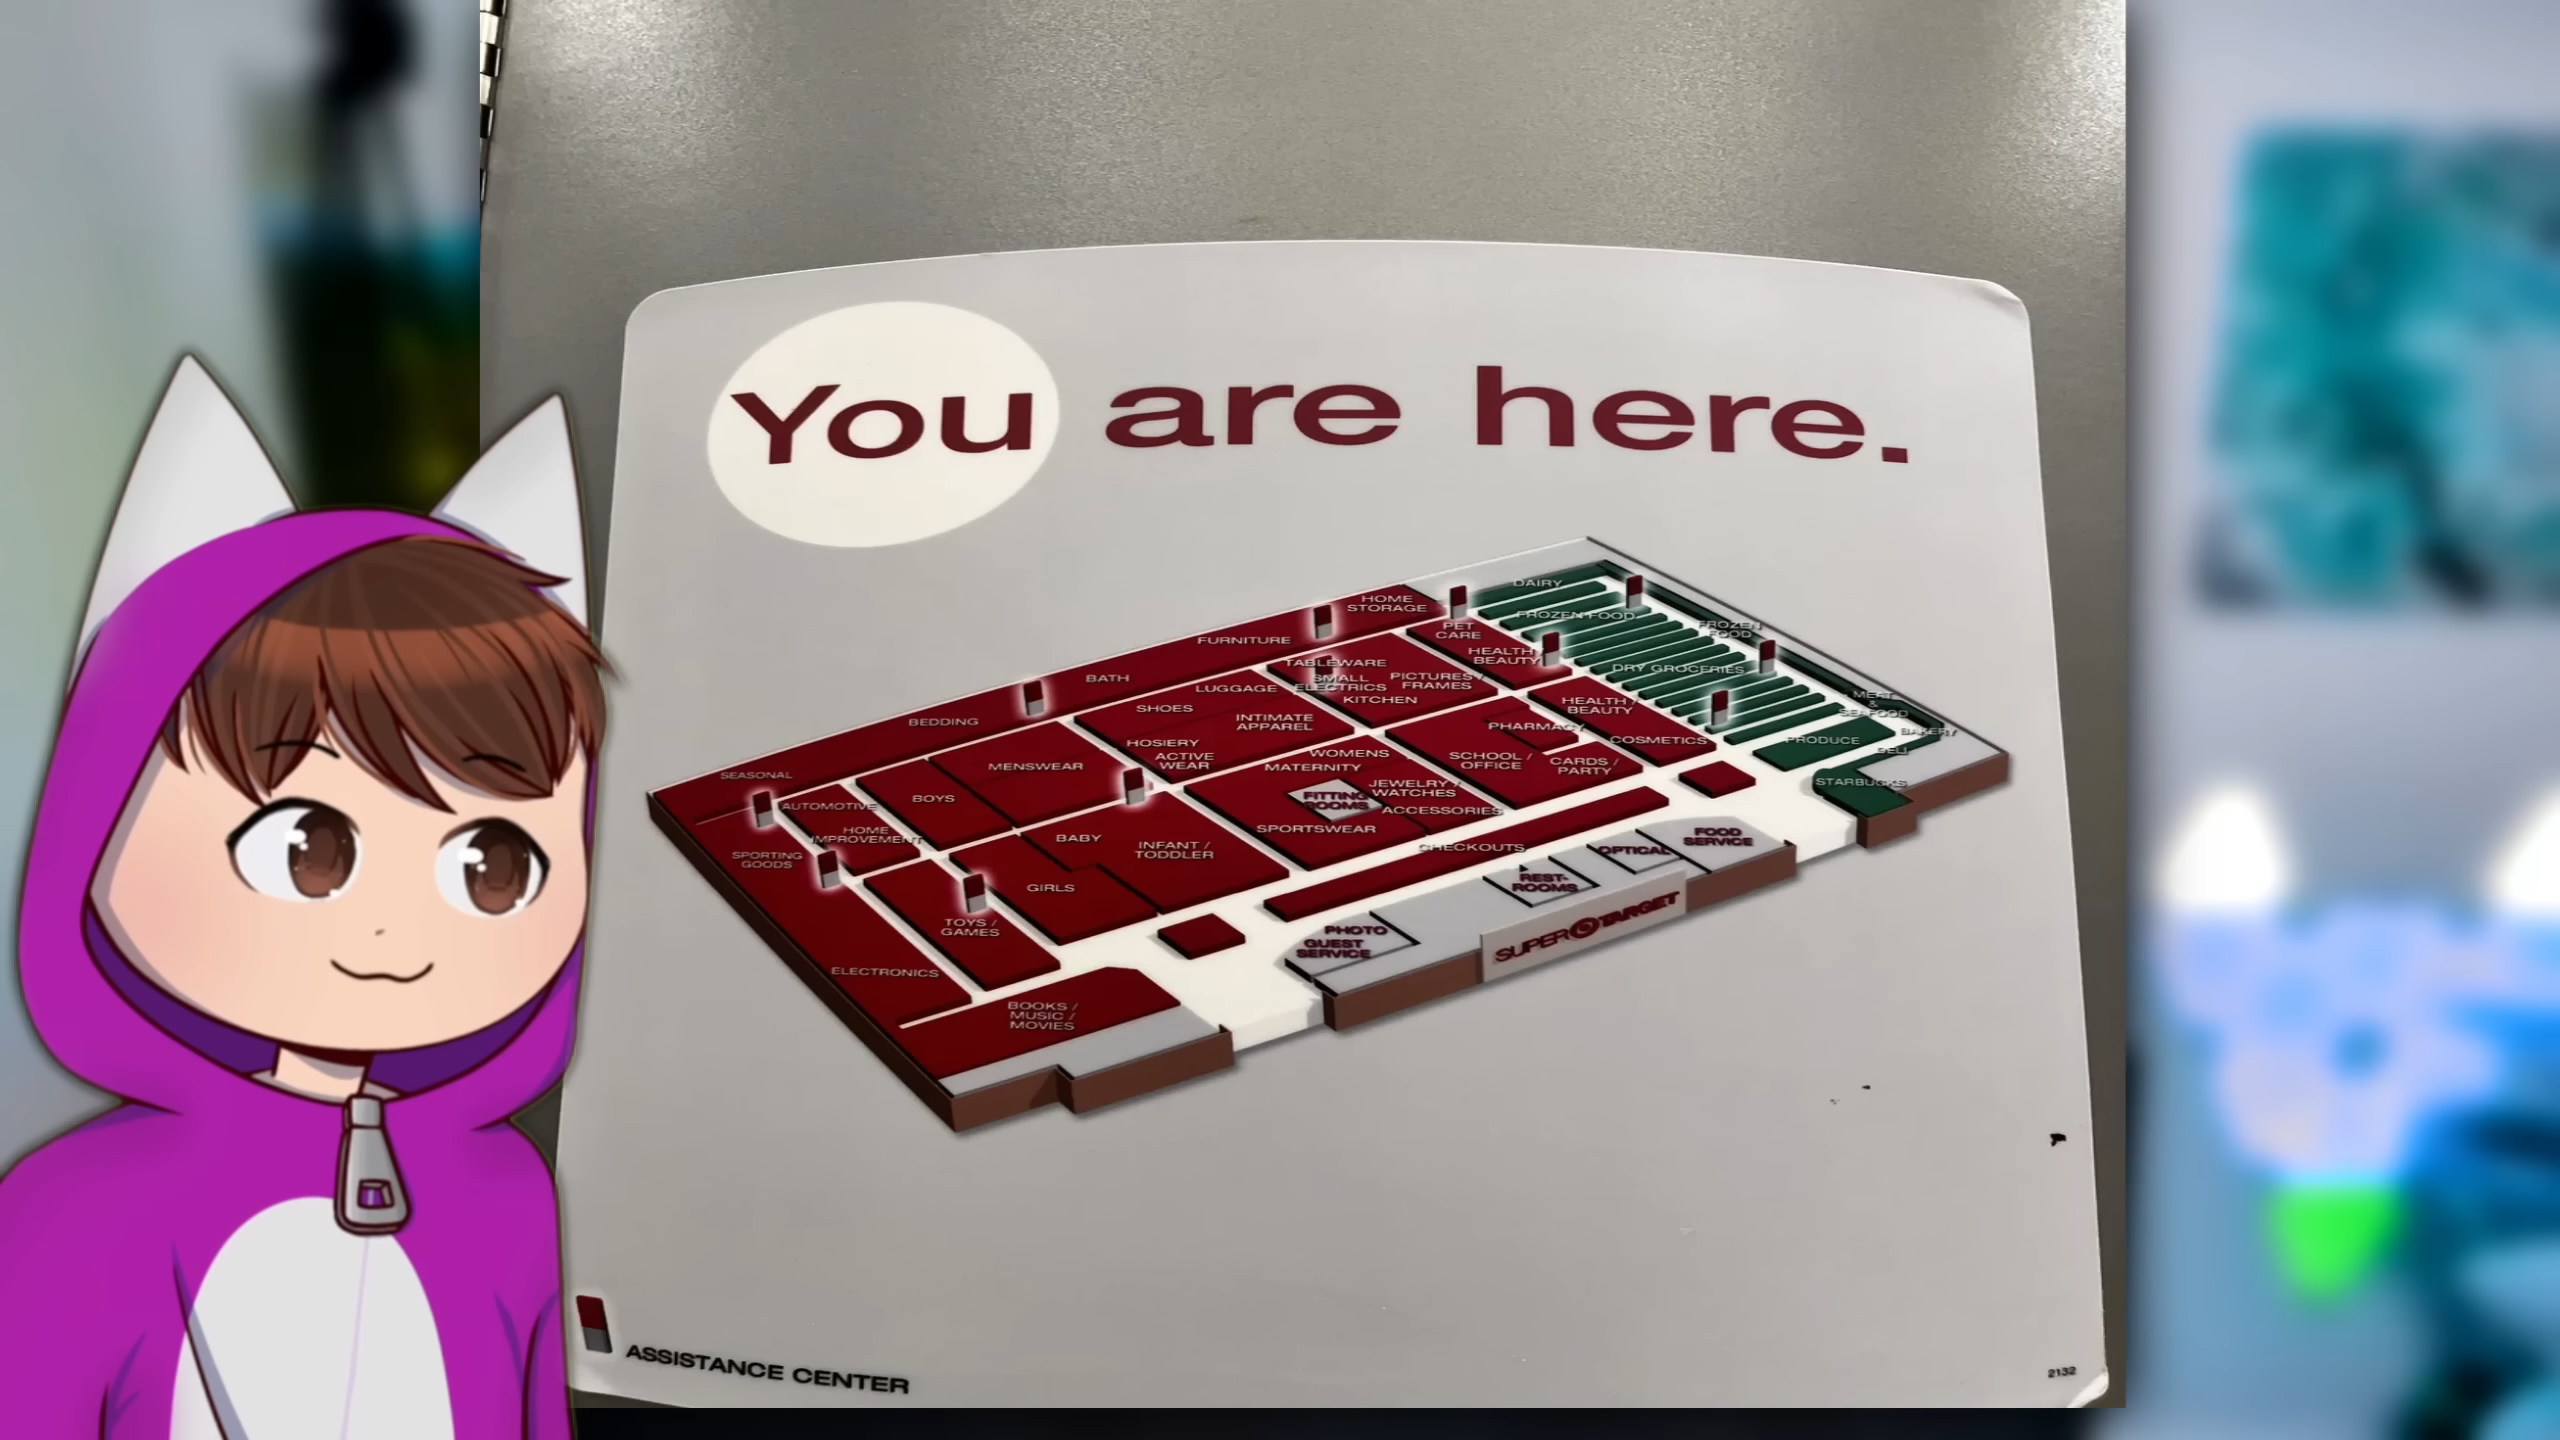 You are here.
DAIRY
HOME
STORAGE
FROZEN FOOD
FROZEN
FOOD
FURNITURE
PET
CARE
HEALTH /
BEAUTY
TABLEWARE
SMALL
ELECTRICS
PICTURES /
FRAMES
KITCHEN
DRY GROCERIES
BATH
LUGGAGE
SHOES
INTIMATE
APPAREL
HEALTH /
BEAUTY
MEAT
&
SEAFOOD
BEDDING
HOSIERY
ACTIVE
WEAR
PHARMACY
COSMETICS
PRODUCE
BAKERY
DELI
MENSWEAR
WOMENS
MATERNITY
SCHOOL /
OFFICE
CARDS /
PARTY
STARBUCKS
SEASONAL
AUTOMOTIVE
BOYS
JEWELRY /
WATCHES
FITTING
ROOMS
ACCESSORIES
SPORTSWEAR
HOME
IMPROVEMENT
BABY
INFANT /
TODDLER
CHECKOUTS
OPTICAL
FOOD
SERVICE
SPORTING
GOODS
GIRLS
REST-
ROOMS
TOYS /
GAMES
PHOTO
GUEST
SERVICE
SUPER TARGET
ELECTRONICS
BOOKS /
MUSIC /
MOVIES
ASSISTANCE CENTER
2132